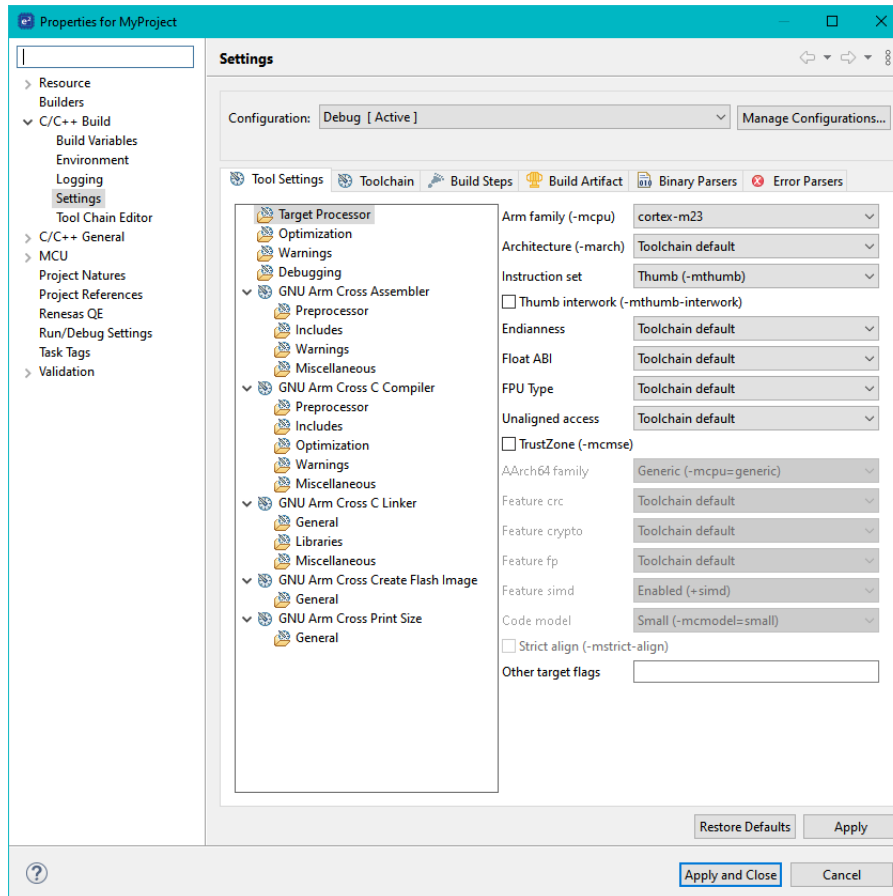 e² Properties for MyProject
Settings
Resource
Builders
C/C++ Build
Build Variables
Environment
Logging
Settings
Tool Chain Editor
C/C++ General
MCU
Project Natures
Project References
Renesas QE
Run/Debug Settings
Task Tags
Validation
Configuration: Debug [ Active ] Manage Configurations...
Tool Settings Toolchain Build Steps Build Artifact 010 Binary Parsers Error Parsers
Target Processor
Optimization
Warnings
Debugging
GNU Arm Cross Assembler
Preprocessor
Includes
Warnings
Miscellaneous
GNU Arm Cross C Compiler
Preprocessor
Includes
Optimization
Warnings
Miscellaneous
GNU Arm Cross C Linker
General
Libraries
Miscellaneous
GNU Arm Cross Create Flash Image
General
GNU Arm Cross Print Size
General
Arm family (-mcpu) cortex-m23
Architecture (-march) Toolchain default
Instruction set Thumb (-mthumb)
Thumb interwork (-mthumb-interwork)
Endianness Toolchain default
Float ABI Toolchain default
FPU Type Toolchain default
Unaligned access Toolchain default
TrustZone (-mcmse)
AArch64 family Generic (-mcpu=generic)
Feature crc Toolchain default
Feature crypto Toolchain default
Feature fp Toolchain default
Feature simd Enabled (+simd)
Code model Small (-mcmodel=small)
Strict align (-mstrict-align)
Other target flags
Restore Defaults Apply
? Apply and Close Cancel